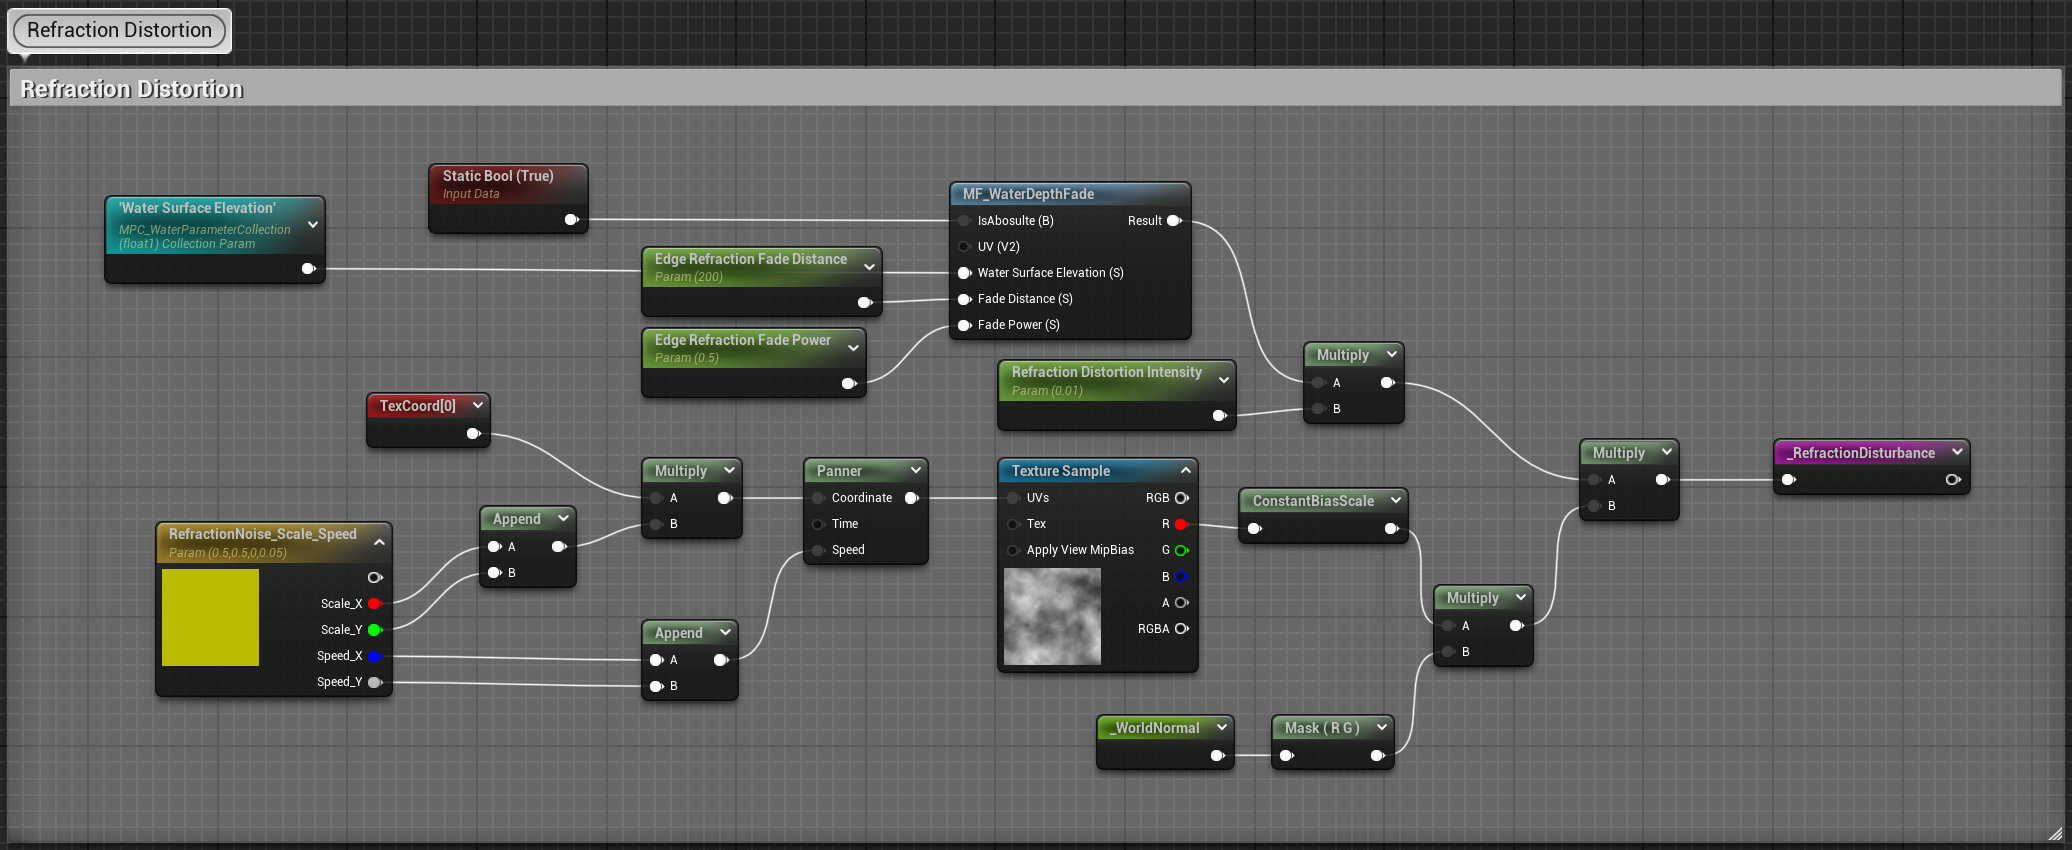 Refraction Distortion
Refraction Distortion
'Water Surface Elevation'
MPC_WaterParameterCollection
(float1) Collection Param
Static Bool (True)
Input Data
Edge Refraction Fade Distance
Param (200)
Edge Refraction Fade Power
Param (0.5)
MF_WaterDepthFade
IsAbosulte (B)
Result
UV (V2)
Water Surface Elevation (S)
Fade Distance (S)
Fade Power (S)
Refraction Distortion Intensity
Param (0.01)
Multiply
A
B
TexCoord[0]
RefractionNoise_Scale_Speed
Param (0.5,0.5,0,0.05)
Scale_X
Scale_Y
Speed_X
Speed_Y
Append
A
B
Multiply
A
B
Append
A
B
Panner
Coordinate
Time
Speed
Texture Sample
UVs
RGB
Tex
R
Apply View MipBias
G
B
A
RGBA
ConstantBiasScale
_WorldNormal
Mask ( R G )
Multiply
A
B
Multiply
A
B
_RefractionDisturbance